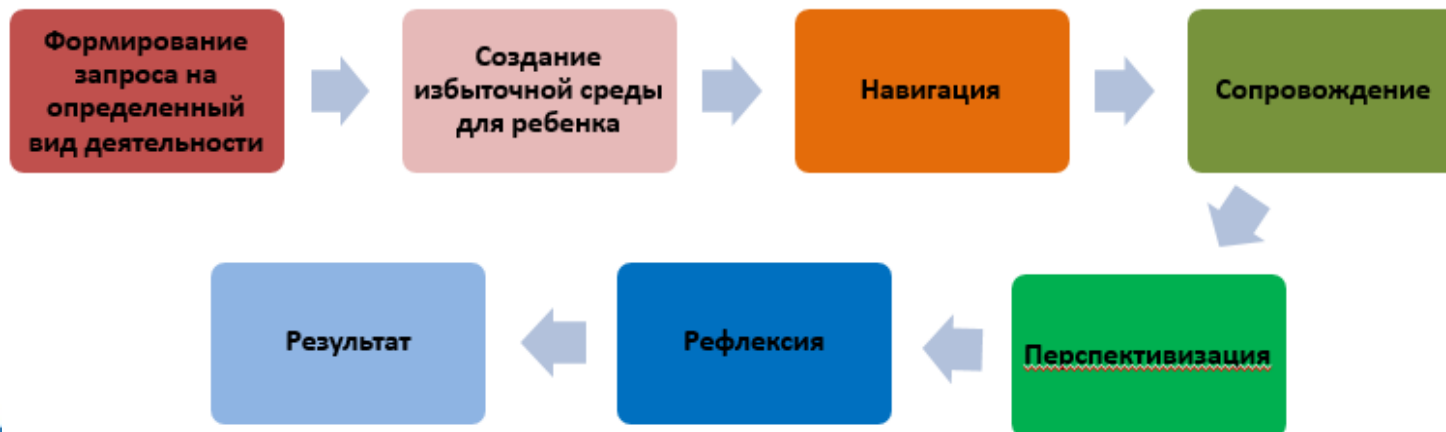 Формирование
запроса на
определенный
вид деятельности
Создание
избыточной среды
для ребенка
Навигация
Сопровождение
Перспективизация
Рефлексия
Результат